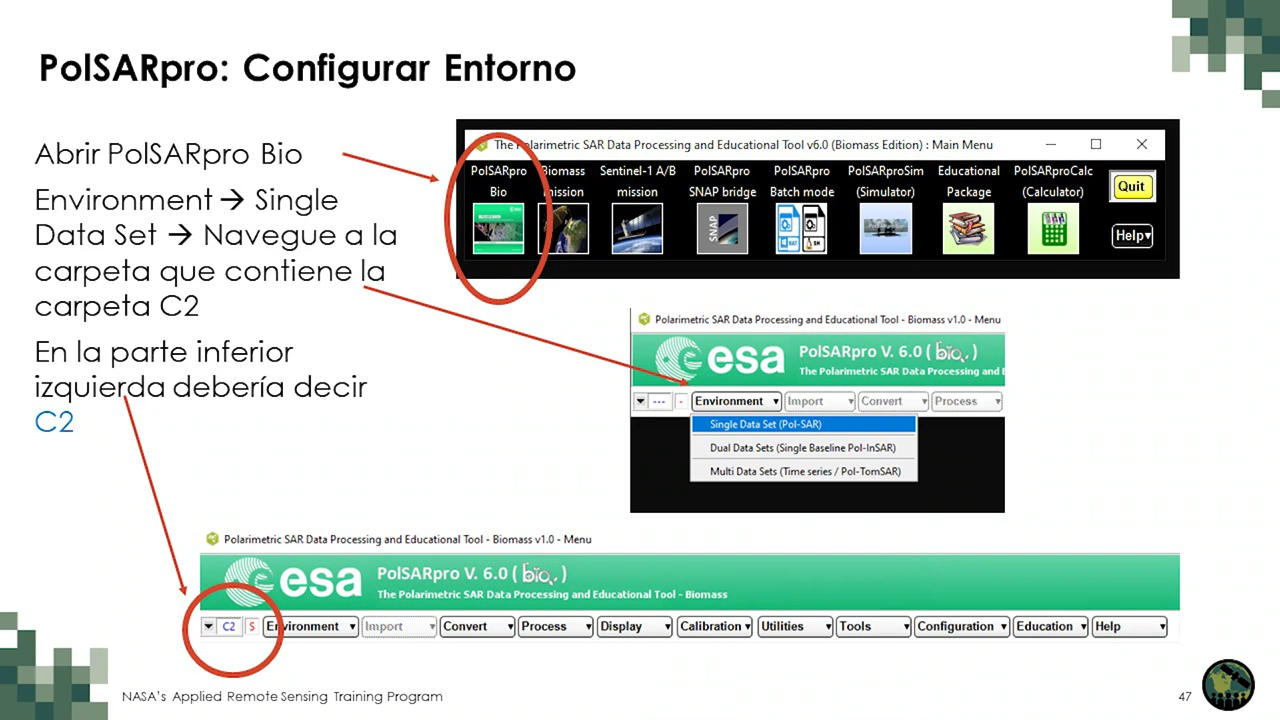 PolSARpro: Configurar Entorno
Abrir PolSARpro Bio
Environment → Single
Data Set → Navegue a la
carpeta que contiene la
carpeta C2
En la parte inferior
izquierda debería decir
C2
The Polarimetric SAR Data Processing and Educational Tool v6.0 (Biomass Edition) : Main Menu
PolSARpro Bio
Biomass mission
Sentinel-1 A/B mission
PolSARpro SNAP bridge
SNAP
PolSARpro Batch mode
BAT
SH
PolSARproSim (Simulator)
Educational Package
PolSARproCalc (Calculator)
Quit
Help
Polarimetric SAR Data Processing and Educational Tool - Biomass v1.0 - Menu
esa
PolSARpro V. 6.0 ( bio. )
The Polarimetric SAR Data Processing and E
--- - Environment Import Convert Process
Single Data Set (Pol-SAR)
Dual Data Sets (Single Baseline Pol-InSAR)
Multi Data Sets (Time series / Pol-TomSAR)
Polarimetric SAR Data Processing and Educational Tool - Biomass v1.0 - Menu
esa
PolSARpro V. 6.0 ( bio. )
The Polarimetric SAR Data Processing and Educational Tool - Biomass
C2 S Environment Import Convert Process Display Calibration Utilities Tools Configuration Education Help
NASA's Applied Remote Sensing Training Program
47